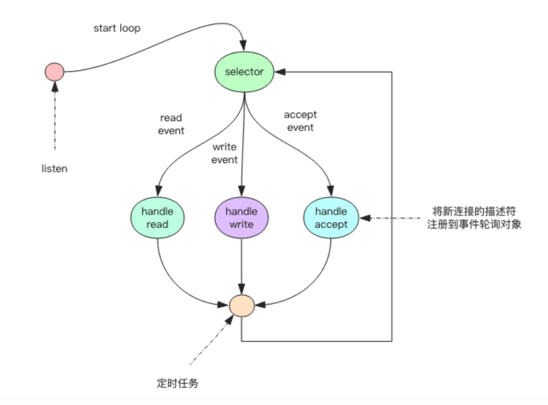 start loop
selector
read
event
write
event
accept
event
listen
handle
read
handle
write
handle
accept
将新连接的描述符
注册到事件轮询对象
定时任务